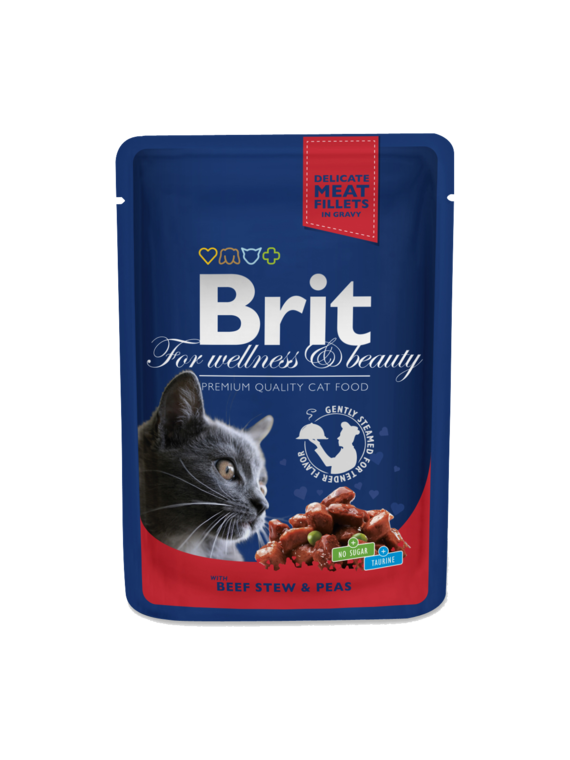 DELICATE
MEAT
FILLETS
IN GRAVY
Brit
For wellness & beauty
PREMIUM QUALITY CAT FOOD
GENTLY STEAMED FOR TENDER FLAVOR
NO SUGAR
TAURINE
WITH
BEEF STEW & PEAS